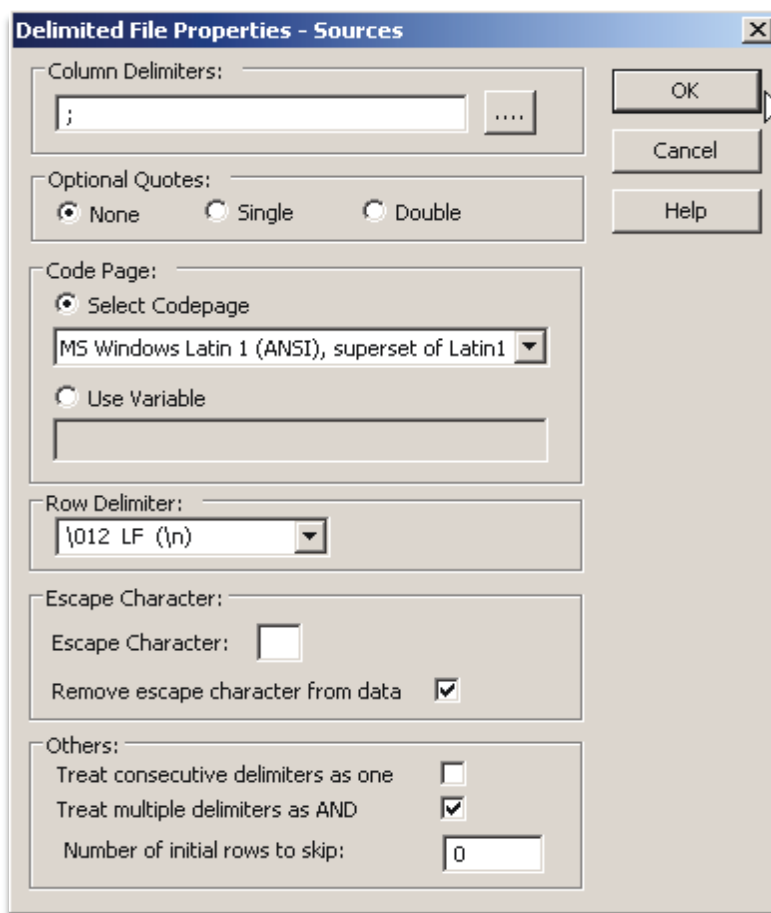 Delimited File Properties - Sources
Column Delimiters:
;
....
OK
Cancel
Help
Optional Quotes:
None Single Double
Code Page:
Select Codepage
MS Windows Latin 1 (ANSI), superset of Latin1
Use Variable
Row Delimiter:
\012 LF (\n)
Escape Character:
Escape Character:
Remove escape character from data
Others:
Treat consecutive delimiters as one
Treat multiple delimiters as AND
Number of initial rows to skip: 0